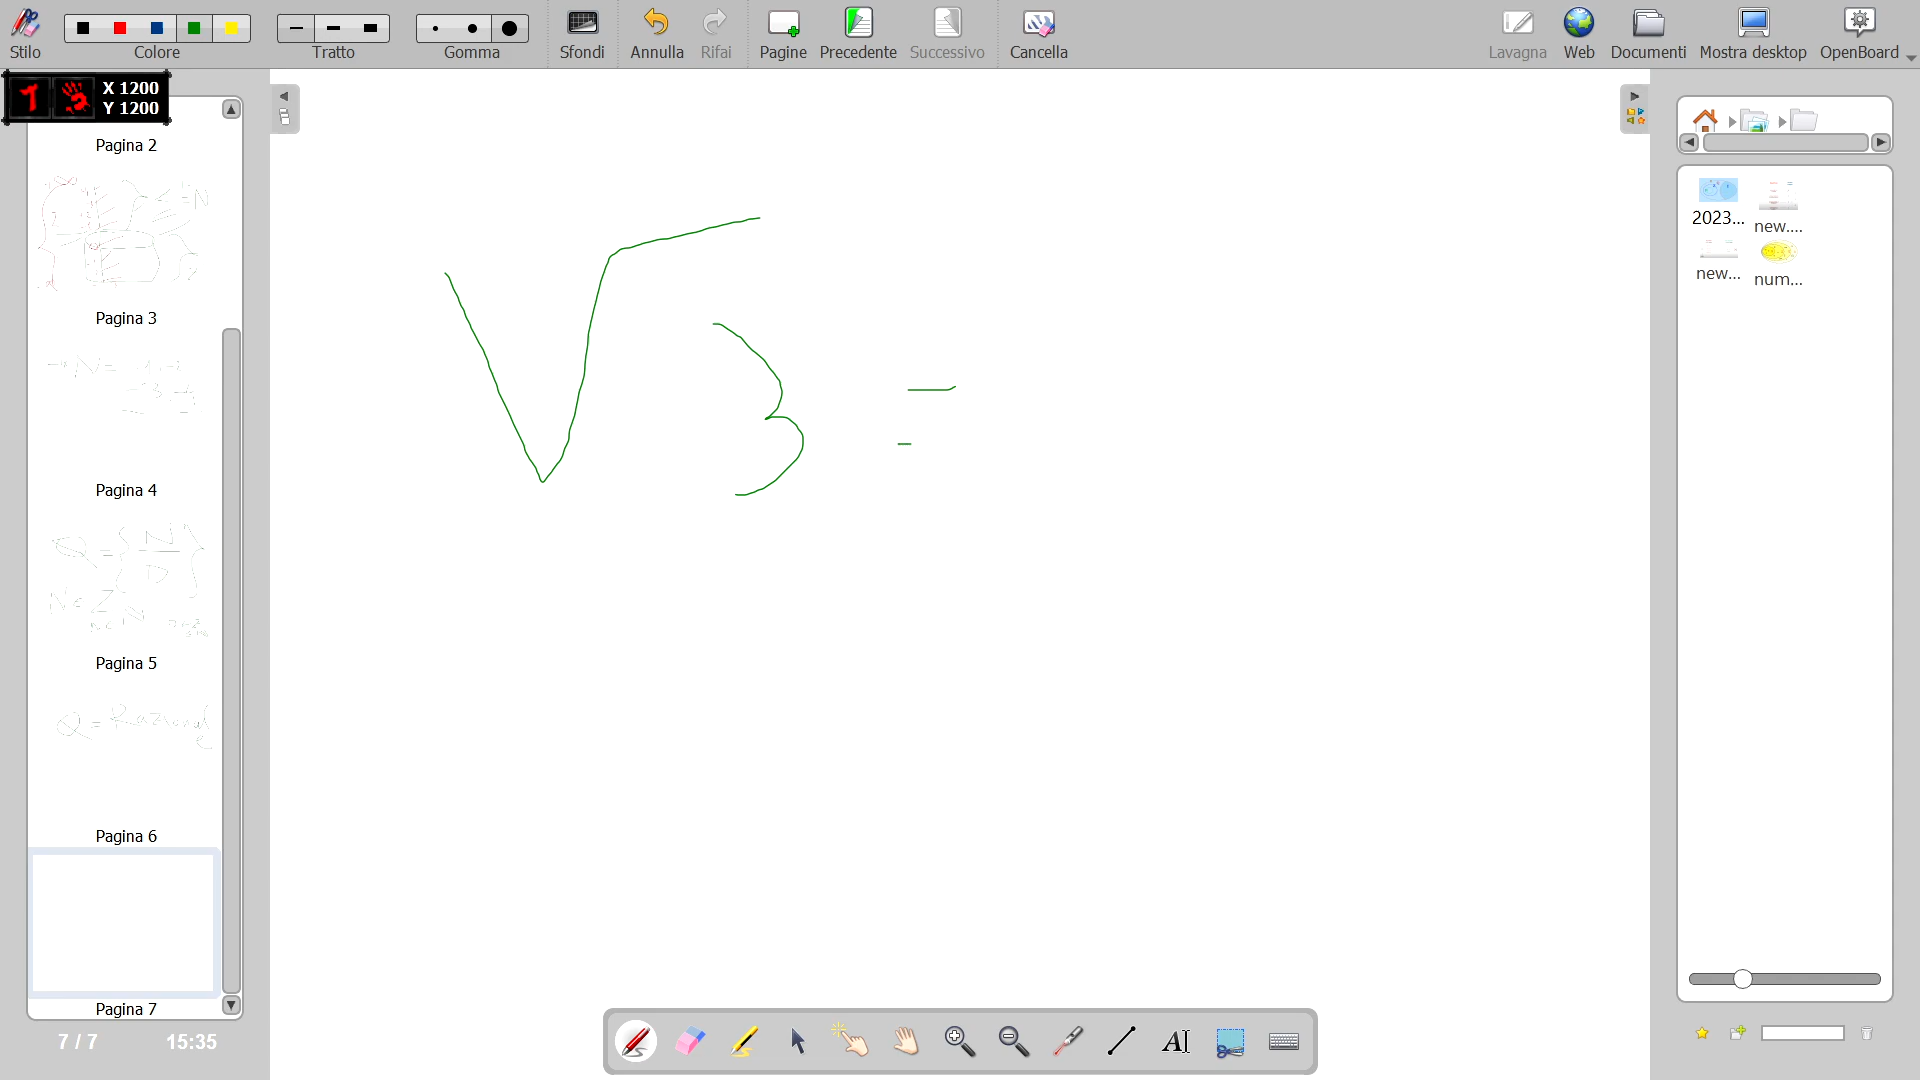 Stilo Colore Tratto Gomma Sfondi Annulla Rifai Pagine Precedente Successivo Cancella Lavagna Web Documenti Mostra desktop OpenBoard
X 1200
Y 1200
Pagina 2
Pagina 3
Pagina 4
Q = { N / D }
Pagina 5
Q = Razionale
Pagina 6
Pagina 7
7 / 7 15:35
√3 =
2023... new....
new... num...
AI